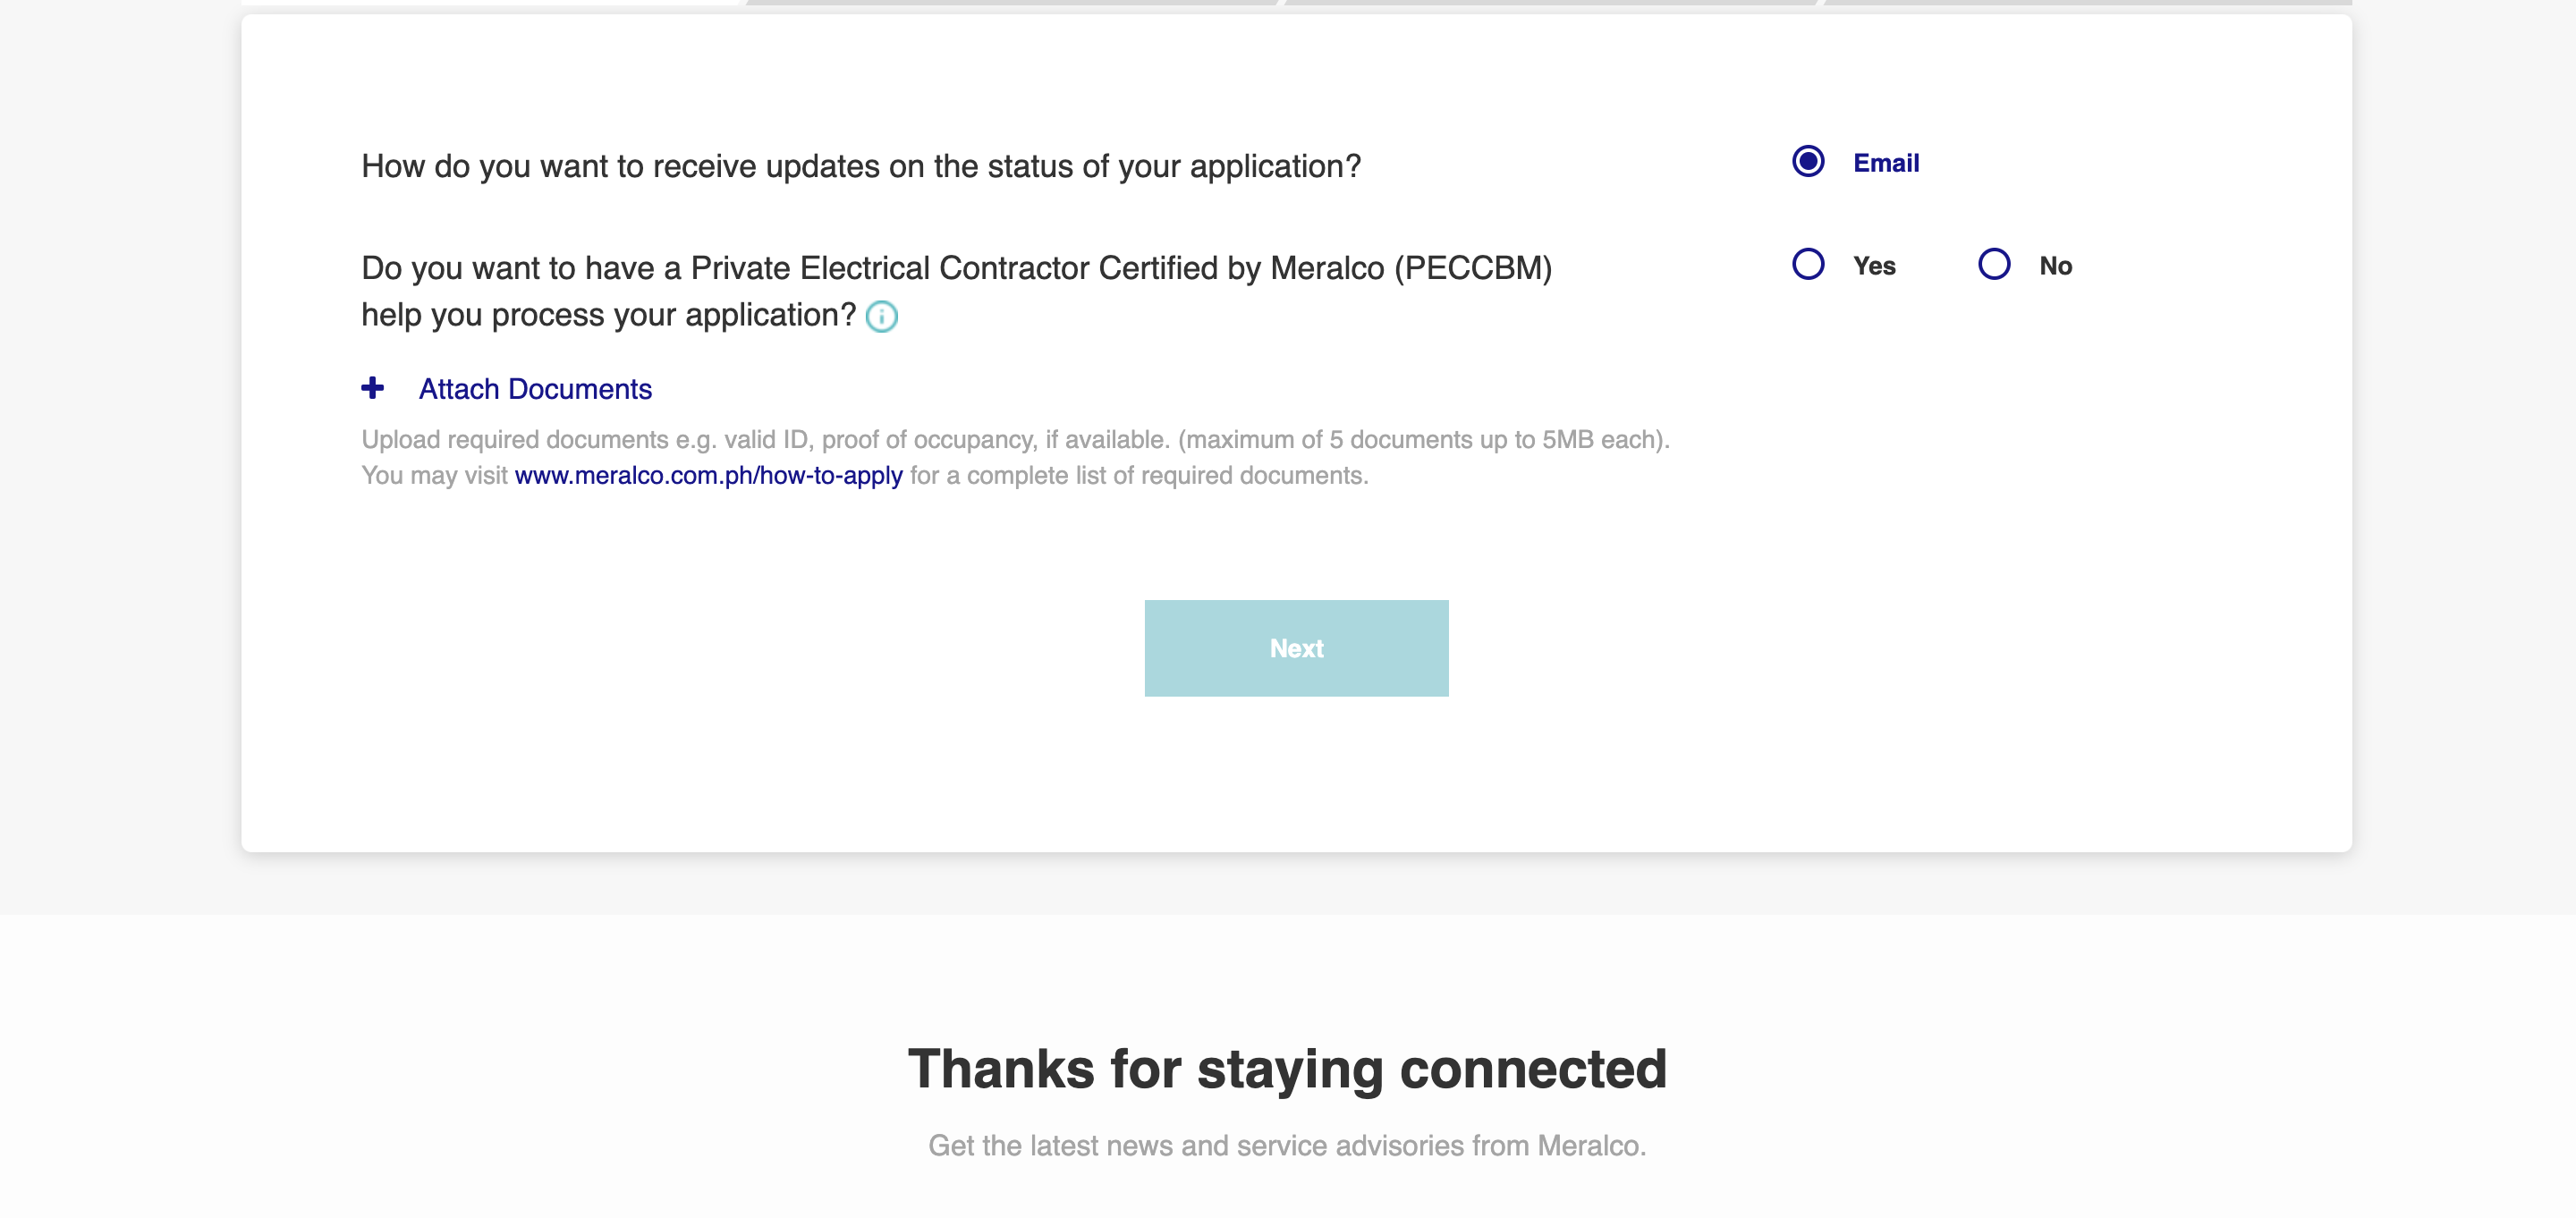 How do you want to receive updates on the status of your application?
Email
Do you want to have a Private Electrical Contractor Certified by Meralco (PECCBM)
help you process your application?
Yes
No
Attach Documents
Upload required documents e.g. valid ID, proof of occupancy, if available. (maximum of 5 documents up to 5MB each).
You may visit www.meralco.com.ph/how-to-apply for a complete list of required documents.
Next
Thanks for staying connected
Get the latest news and service advisories from Meralco.